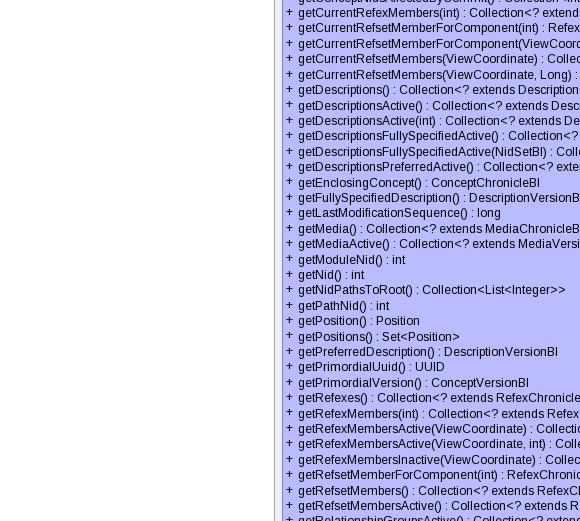 + getCurrentRefexMembers(int) : Collection<? extends
+ getCurrentRefsetMemberForComponent(int) : Refex
+ getCurrentRefsetMemberForComponent(ViewCoord
+ getCurrentRefsetMembers(ViewCoordinate) : Collec
+ getCurrentRefsetMembers(ViewCoordinate, Long) :
+ getDescriptions() : Collection<? extends Description
+ getDescriptionsActive() : Collection<? extends Desc
+ getDescriptionsActive(int) : Collection<? extends De
+ getDescriptionsFullySpecifiedActive() : Collection<?
+ getDescriptionsFullySpecifiedActive(NidSetBI) : Coll
+ getDescriptionsPreferredActive() : Collection<? exte
+ getEnclosingConcept() : ConceptChronicleBI
+ getFullySpecifiedDescription() : DescriptionVersionB
+ getLastModificationSequence() : long
+ getMedia() : Collection<? extends MediaChronicleB
+ getMediaActive() : Collection<? extends MediaVersi
+ getModuleNid() : int
+ getNid() : int
+ getNidPathsToRoot() : Collection<List<Integer>>
+ getPathNid() : int
+ getPosition() : Position
+ getPositions() : Set<Position>
+ getPreferredDescription() : DescriptionVersionBI
+ getPrimordialUuid() : UUID
+ getPrimordialVersion() : ConceptVersionBI
+ getRefexes() : Collection<? extends RefexChronicle
+ getRefexMembers(int) : Collection<? extends Refex
+ getRefexMembersActive(ViewCoordinate) : Collectio
+ getRefexMembersActive(ViewCoordinate, int) : Colle
+ getRefexMembersInactive(ViewCoordinate) : Collec
+ getRefsetMemberForComponent(int) : RefexChronic
+ getRefsetMembers() : Collection<? extends RefexCl
+ getRefsetMembersActive() : Collection<? extends R
+ getRelationshipGroupsActive() : Collection<? exten